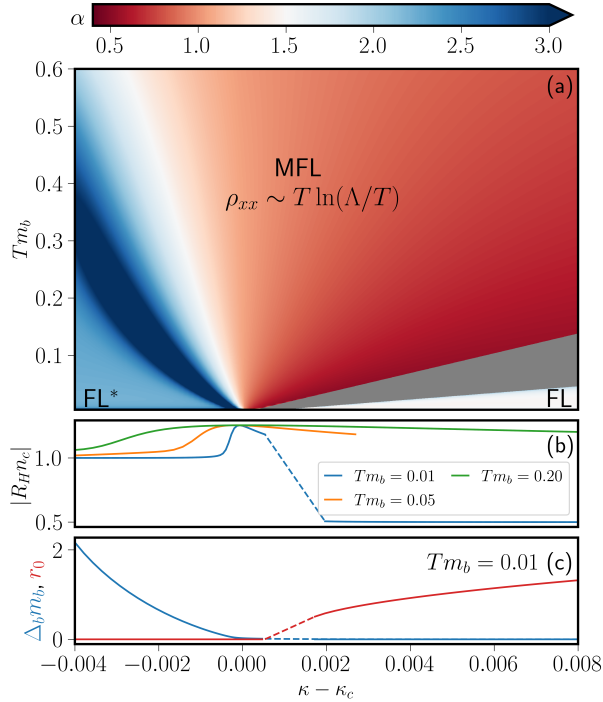 α
0.5 1.0 1.5 2.0 2.5 3.0
(a)
0.6
0.5
0.4
0.3
0.2
0.1
Tm_b
MFL
ρ_xx ∼ T ln(Λ/T)
FL*
FL
(b)
|R_H n_c|
1.0
0.5
Tm_b = 0.01
Tm_b = 0.05
Tm_b = 0.20
Δ_b m_b, r_0
2
0
Tm_b = 0.01 (c)
−0.004 −0.002 0.000 0.002 0.004 0.006 0.008
κ − κ_c